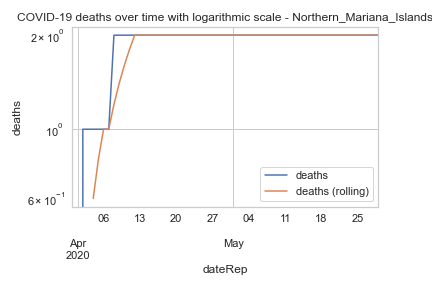 COVID-19 deaths over time with logarithmic scale - Northern_Mariana_Islands
2 × 10⁰
10⁰
6 × 10⁻¹
deaths
deaths
deaths (rolling)
06 13 20 27 04 11 18 25
Apr May
2020
dateRep